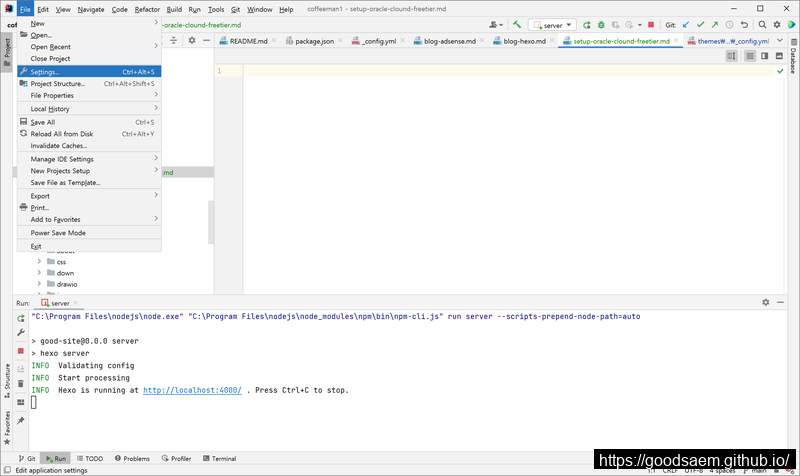 File Edit View Navigate Code Refactor Build Run Tools Git Window Help coffeeman1 - setup-oracle-clound-freetier.md
-oracle-clound-freetier.md
server
Git:
New
Open...
Open Recent
Close Project
Settings... Ctrl+Alt+S
Project Structure... Ctrl+Alt+Shift+S
File Properties
Local History
Save All Ctrl+S
Reload All from Disk Ctrl+Alt+Y
Invalidate Caches...
Manage IDE Settings
New Projects Setup
Save File as Template...
Export
Print...
Add to Favorites
Power Save Mode
Exit
README.md package.json _config.yml blog-adsense.md blog-hexo.md setup-oracle-clound-freetier.md themes₩...₩_config.yml
1
Project
Database
md
css
down
drawio
Run: server
"C:\Program Files\nodejs\node.exe" "C:\Program Files\nodejs\node_modules\npm\bin\npm-cli.js" run server --scripts-prepend-node-path=auto
> good-site@0.0.0 server
> hexo server
INFO Validating config
INFO Start processing
INFO Hexo is running at http://localhost:4000/ . Press Ctrl+C to stop.
Structure
Favorites
Git Run TODO Problems Profiler Terminal
Edit application settings
1:1 CRLF UTF-8 4 spaces main
https://goodsaem.github.io/